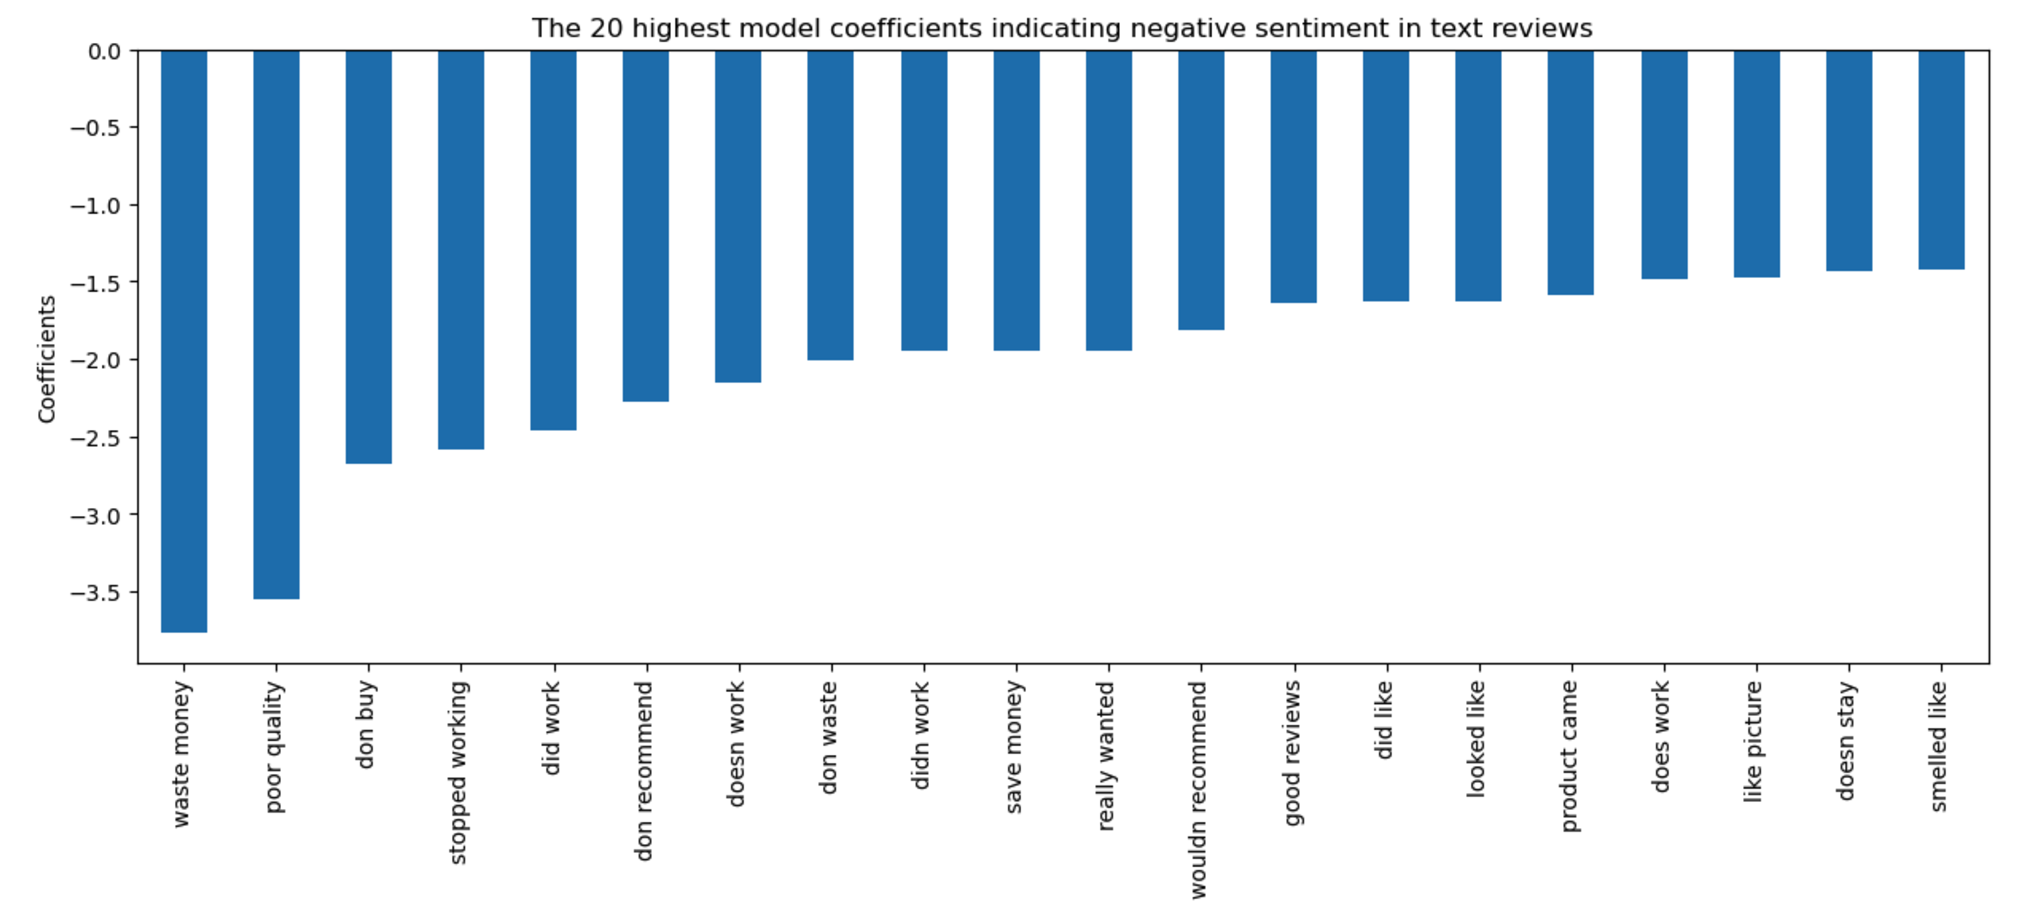 The 20 highest model coefficients indicating negative sentiment in text reviews
0.0
−0.5
−1.0
−1.5
−2.0
−2.5
−3.0
−3.5
Coefficients
waste money
poor quality
don buy
stopped working
did work
don recommend
doesn work
don waste
didn work
save money
really wanted
wouldn recommend
good reviews
did like
looked like
product came
does work
like picture
doesn stay
smelled like